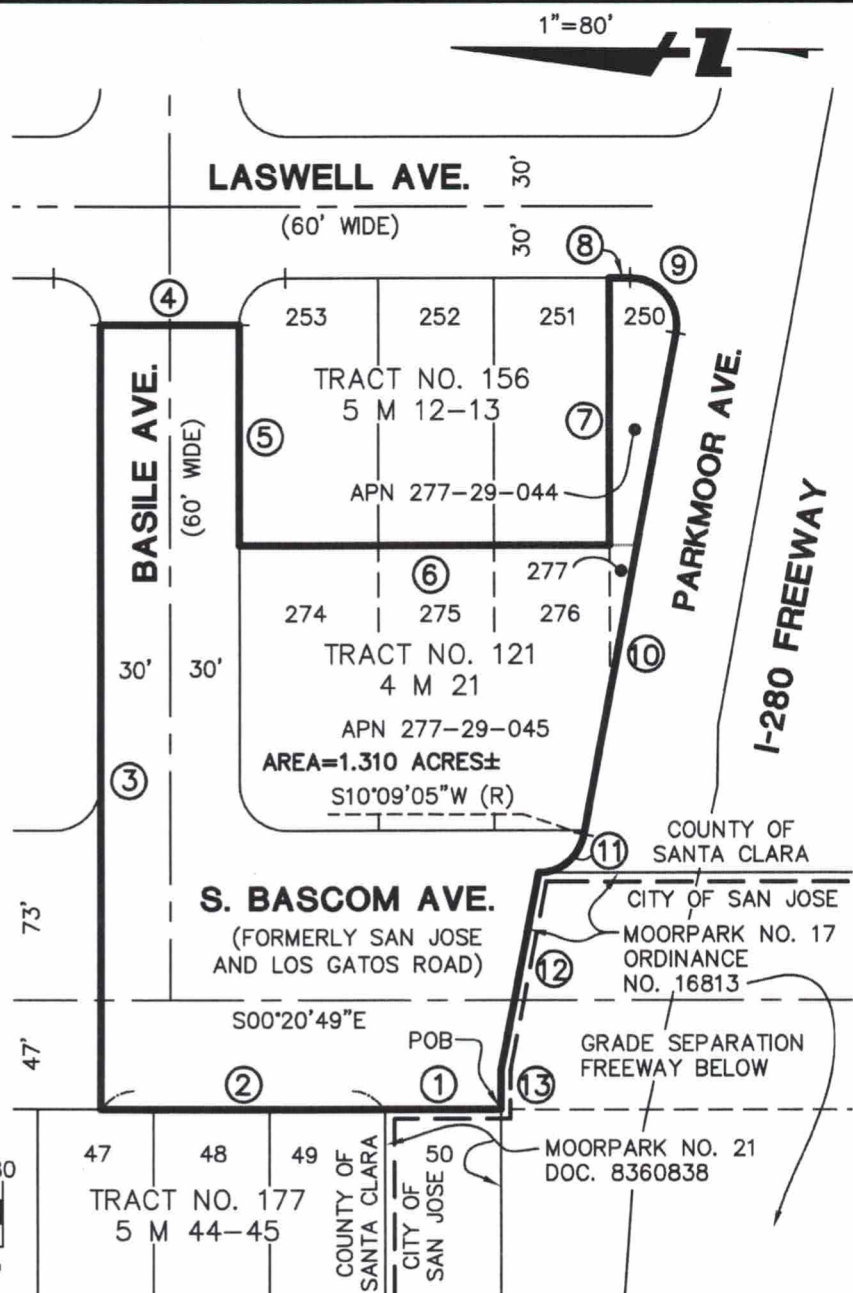 1"=80'
Z
LASWELL AVE.
(60' WIDE)
30'
30'
8
9
4
253
252
251
250
TRACT NO. 156
5 M 12-13
BASILE AVE.
(60' WIDE)
5
7
APN 277-29-044
PARKMOOR AVE.
I-280 FREEWAY
6
277
274
275
276
TRACT NO. 121
4 M 21
10
30'
30'
APN 277-29-045
AREA=1.310 ACRES±
3
S10°09'05"W (R)
11
COUNTY OF
SANTA CLARA
CITY OF SAN JOSE
S. BASCOM AVE.
(FORMERLY SAN JOSE
AND LOS GATOS ROAD)
73'
MOORPARK NO. 17
ORDINANCE
NO. 16813
12
S00°20'49"E
47'
POB
GRADE SEPARATION
FREEWAY BELOW
2
1
13
47
48
49
50
MOORPARK NO. 21
DOC. 8360838
TRACT NO. 177
5 M 44-45
COUNTY OF
SANTA CLARA
CITY OF
SAN JOSE